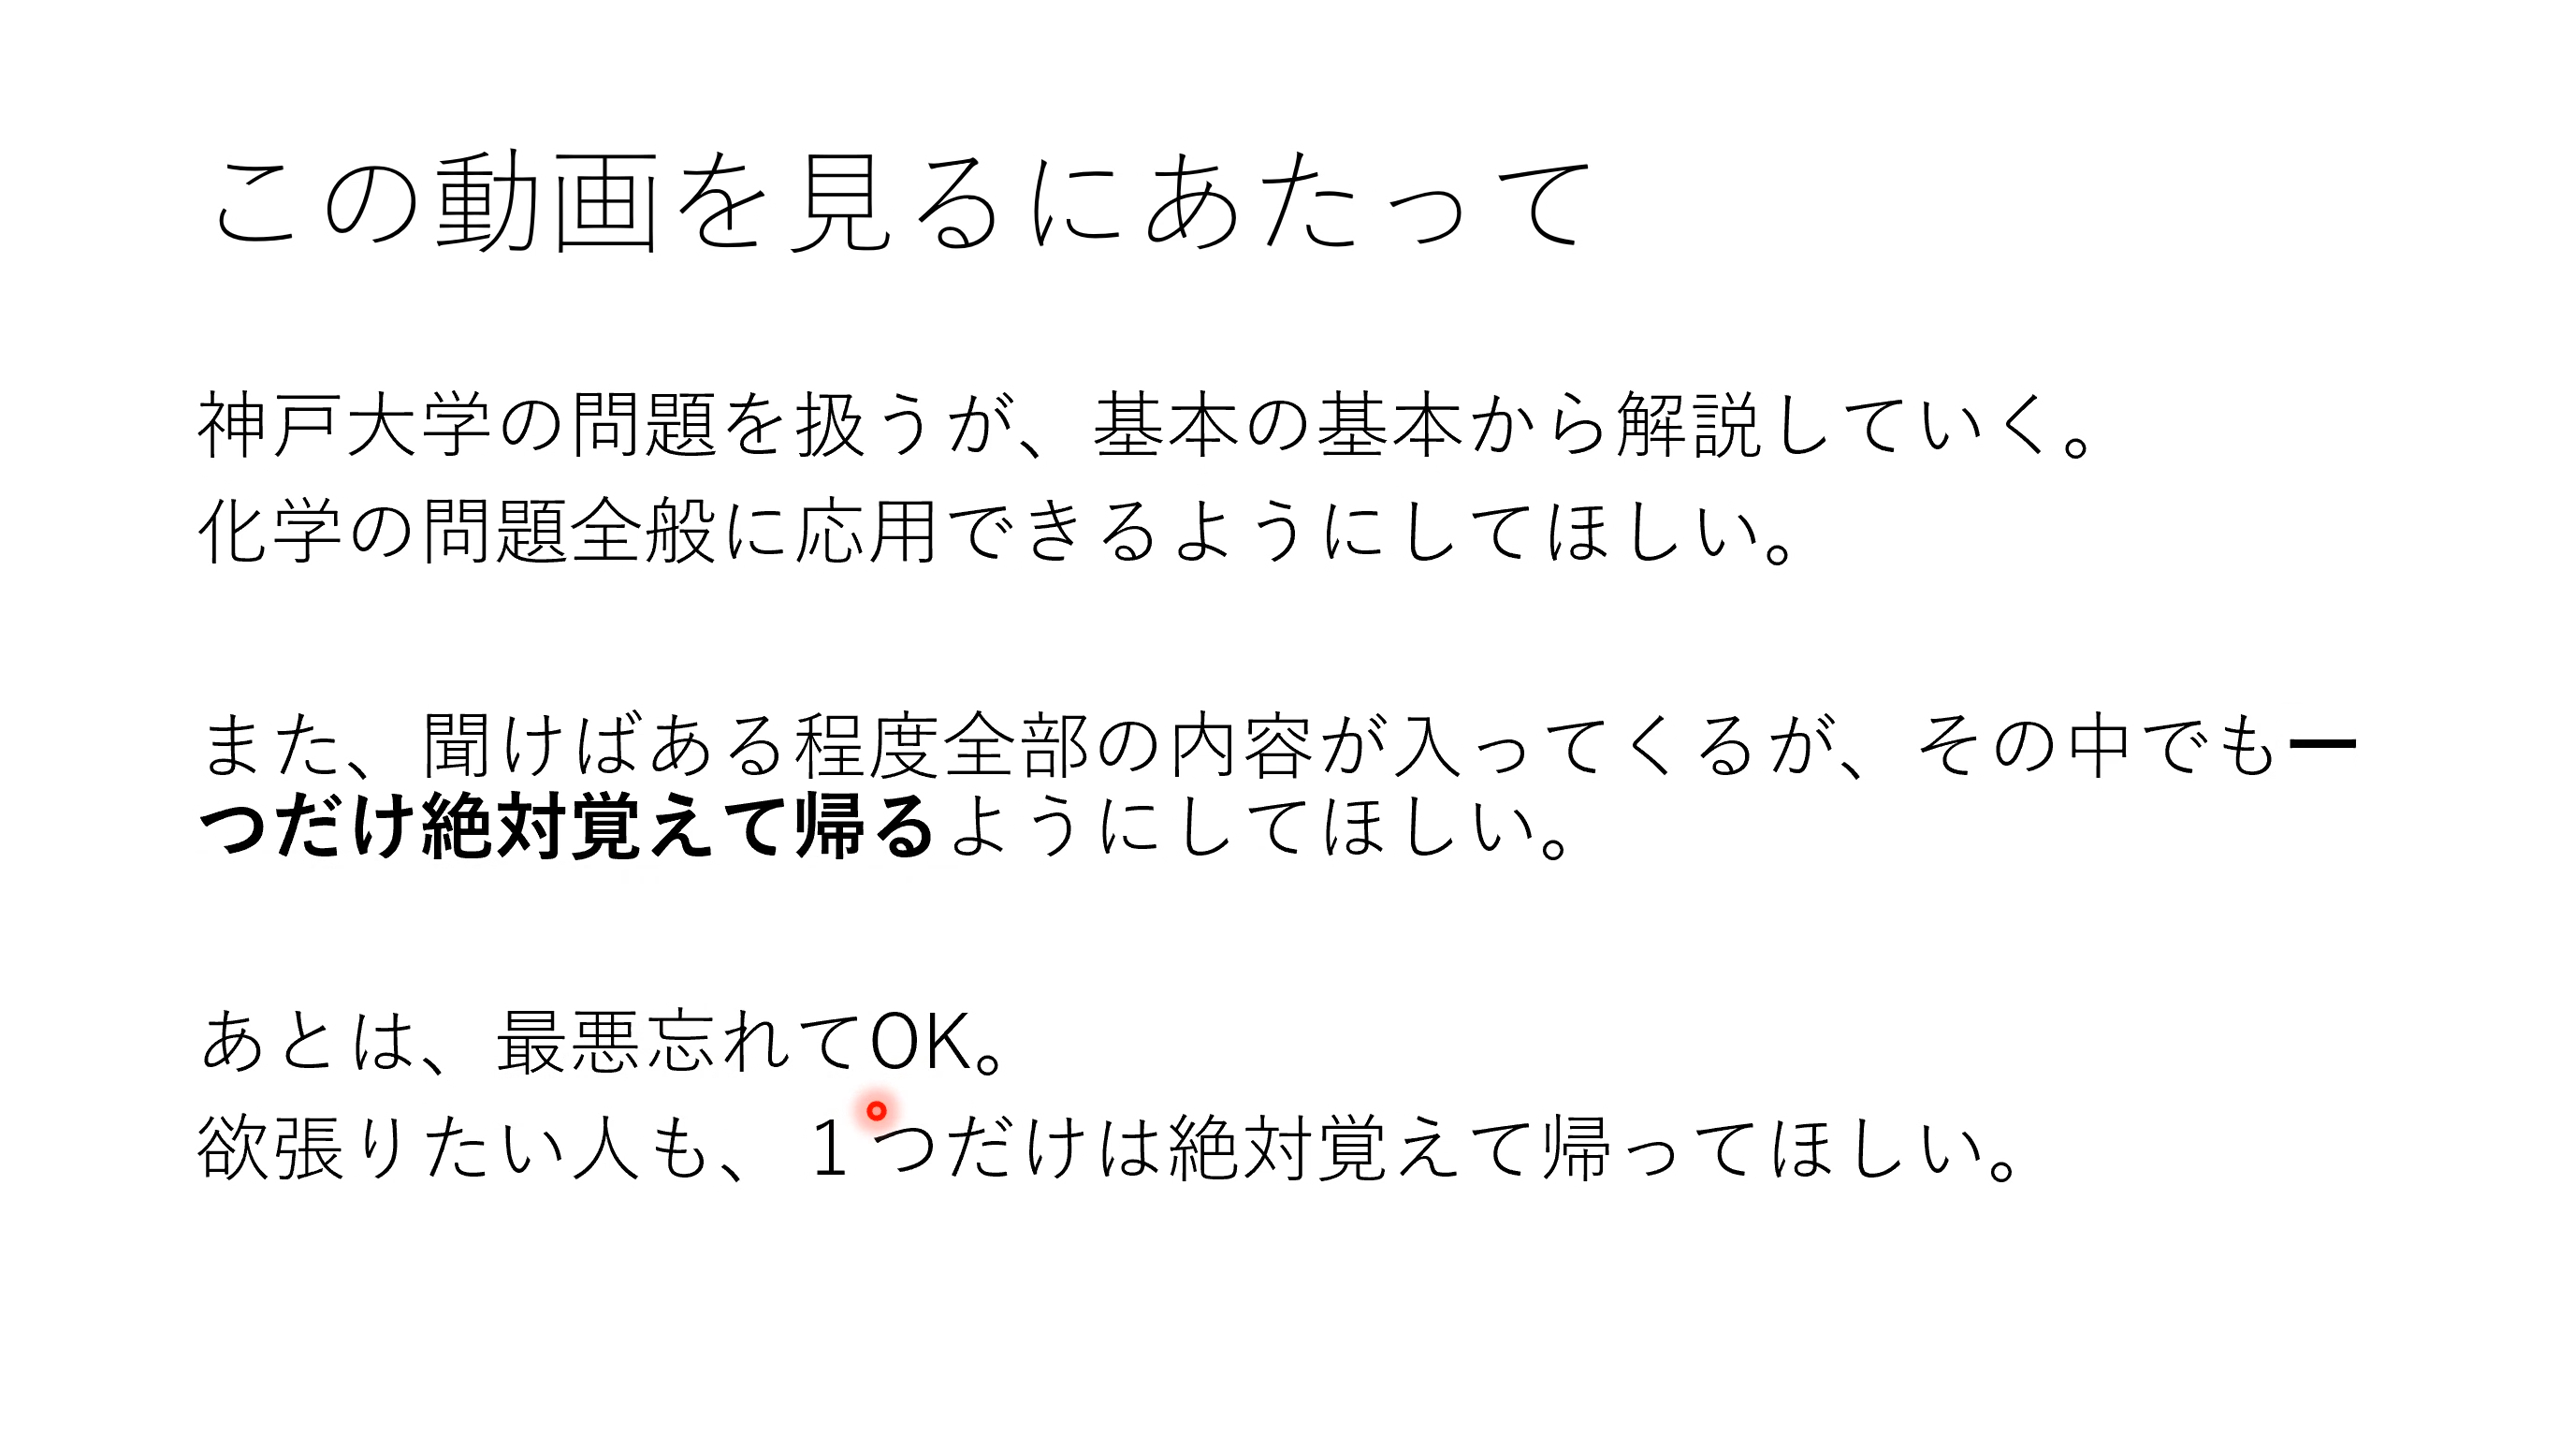 この動画を見るにあたって
神戸大学の問題を扱うが、基本の基本から解説していく。
化学の問題全般に応用できるようにしてほしい。
また、聞けばある程度全部の内容が入ってくるが、その中でも一
つだけ絶対覚えて帰るようにしてほしい。
あとは、最悪忘れてOK。
欲張りたい人も、１つだけは絶対覚えて帰ってほしい。